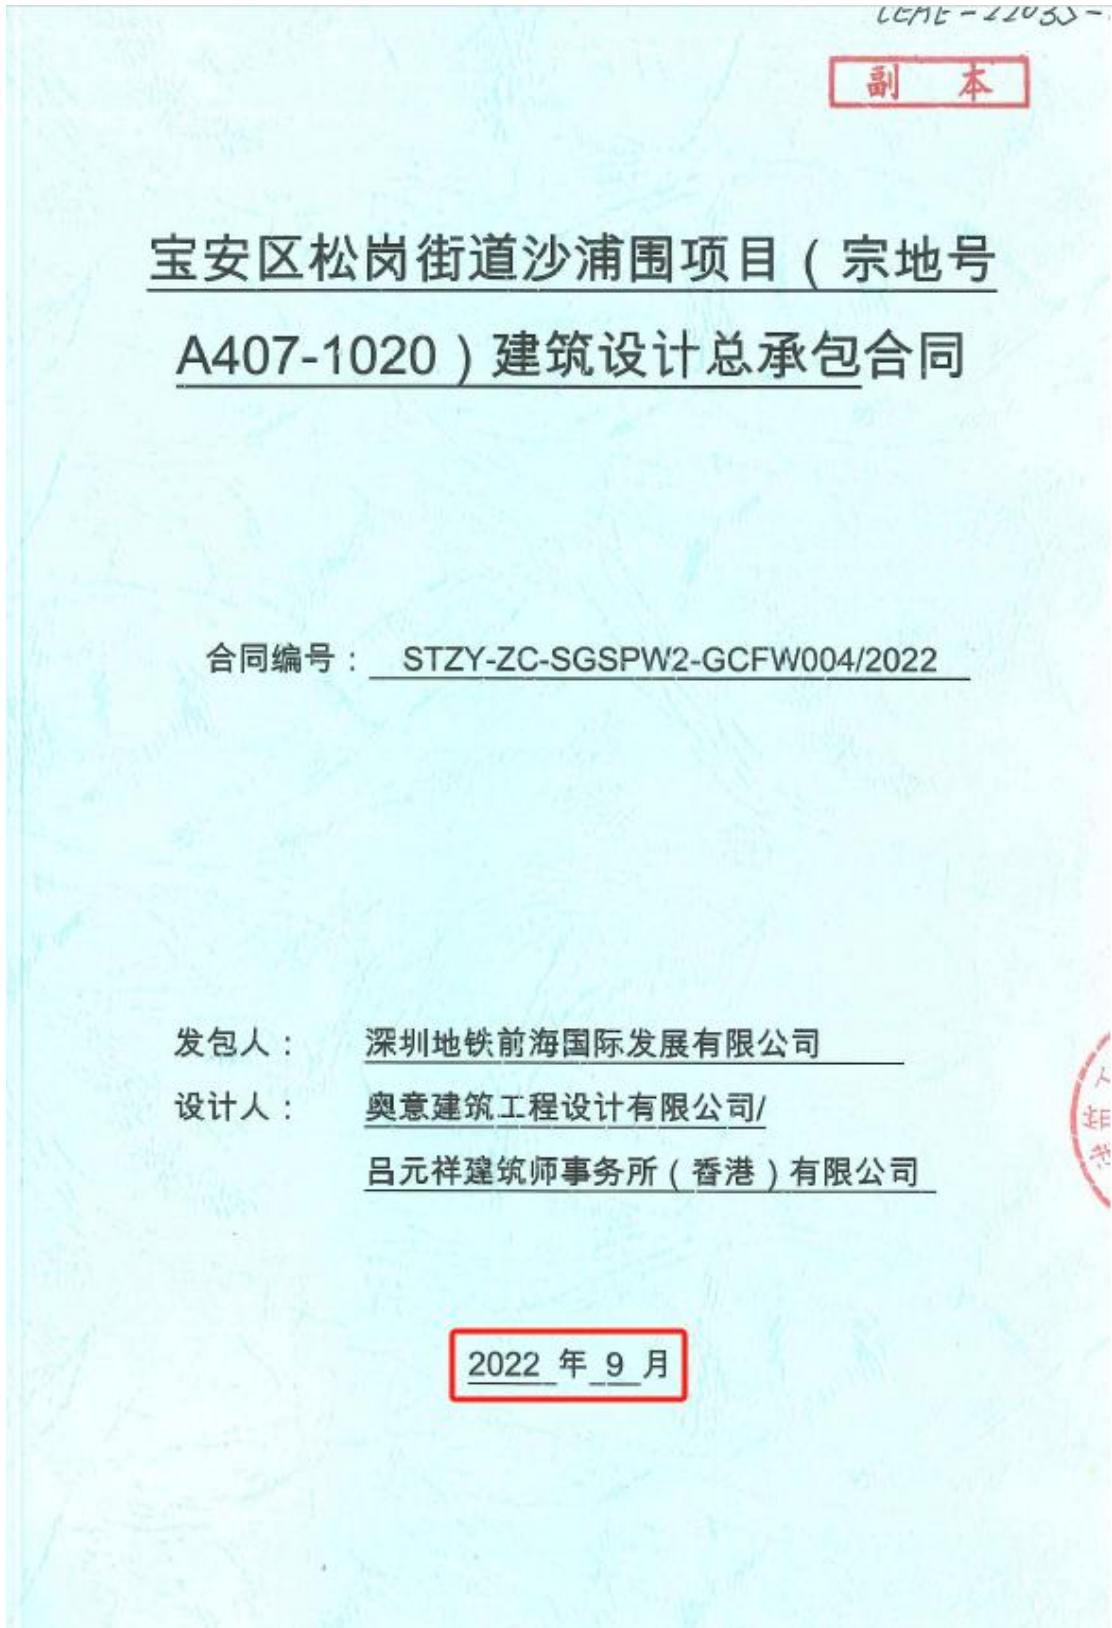 副 本
宝安区松岗街道沙浦围项目（宗地号
A407-1020）建筑设计总承包合同
合同编号： STZY-ZC-SGSPW2-GCFW004/2022
发包人： 深圳地铁前海国际发展有限公司
设计人： 奥意建筑工程设计有限公司/
吕元祥建筑师事务所（香港）有限公司
2022 年 9 月